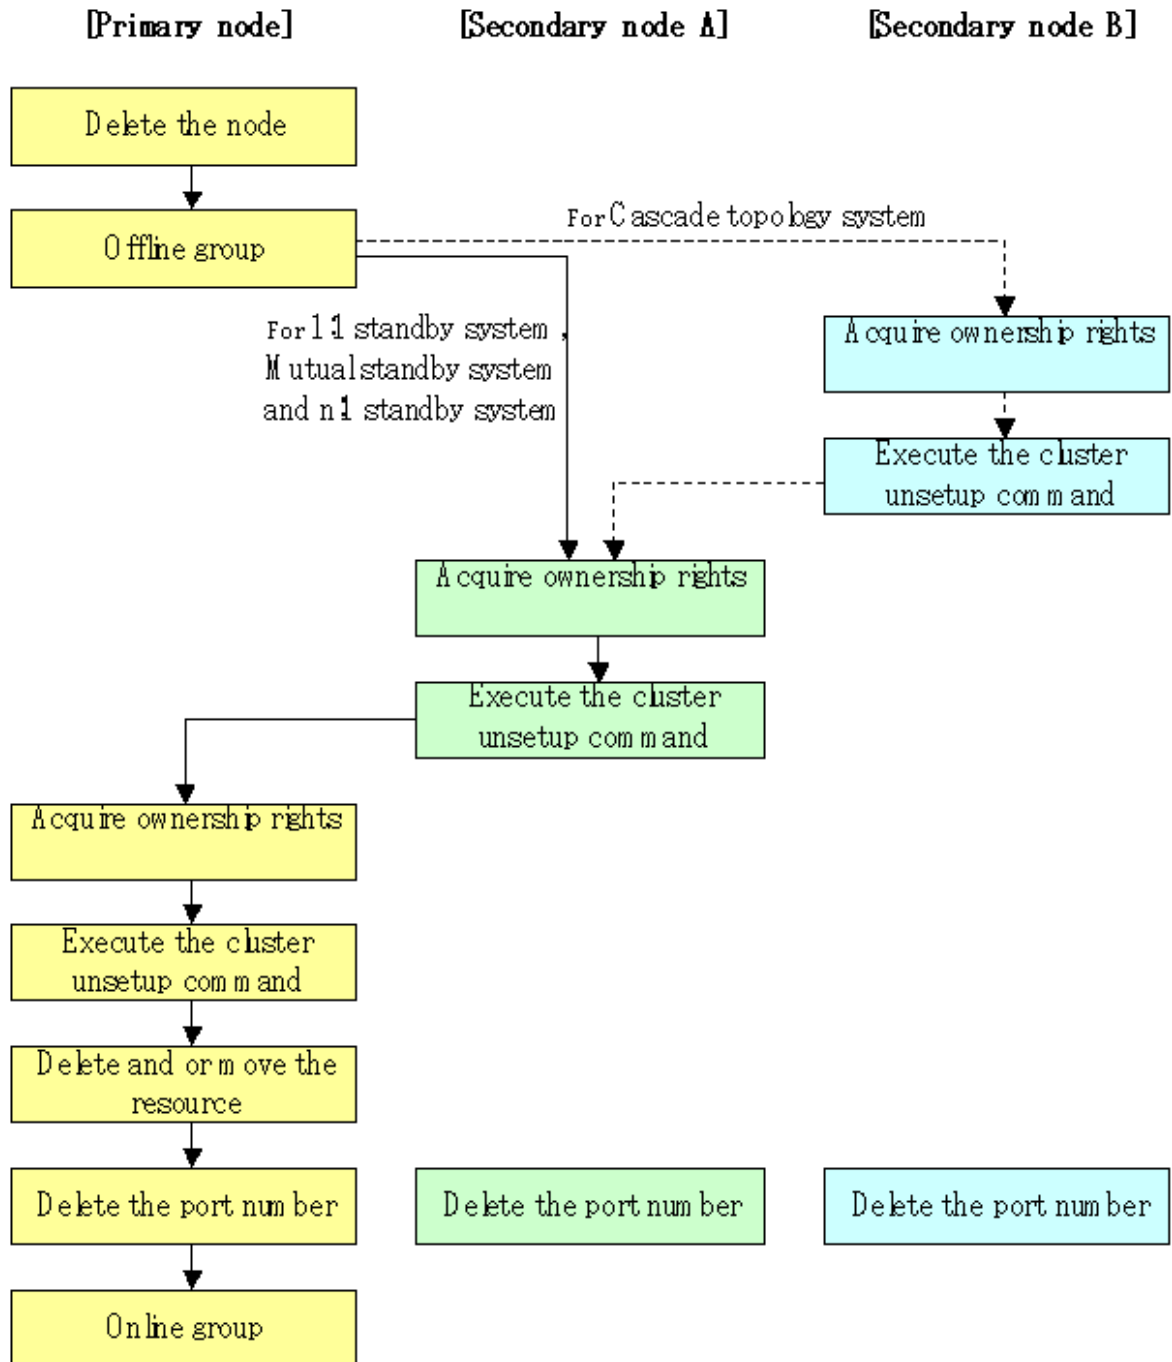 [Primary node] [Secondary node A] [Secondary node B]
Delete the node
For Cascade topology system
Offline group
For 1:1 standby system ,
Mutual standby system
and n:1 standby system
Acquire ownership rights
Execute the cluster
unsetup command
Acquire ownership rights
Execute the cluster
unsetup command
Acquire ownership rights
Execute the cluster
unsetup command
Delete and or move the
resource
Delete the port number Delete the port number Delete the port number
Online group